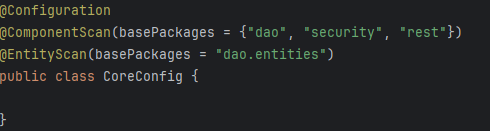 @Configuration
@ComponentScan(basePackages = {"dao", "security", "rest"})
@EntityScan(basePackages = "dao.entities")
public class CoreConfig {
}